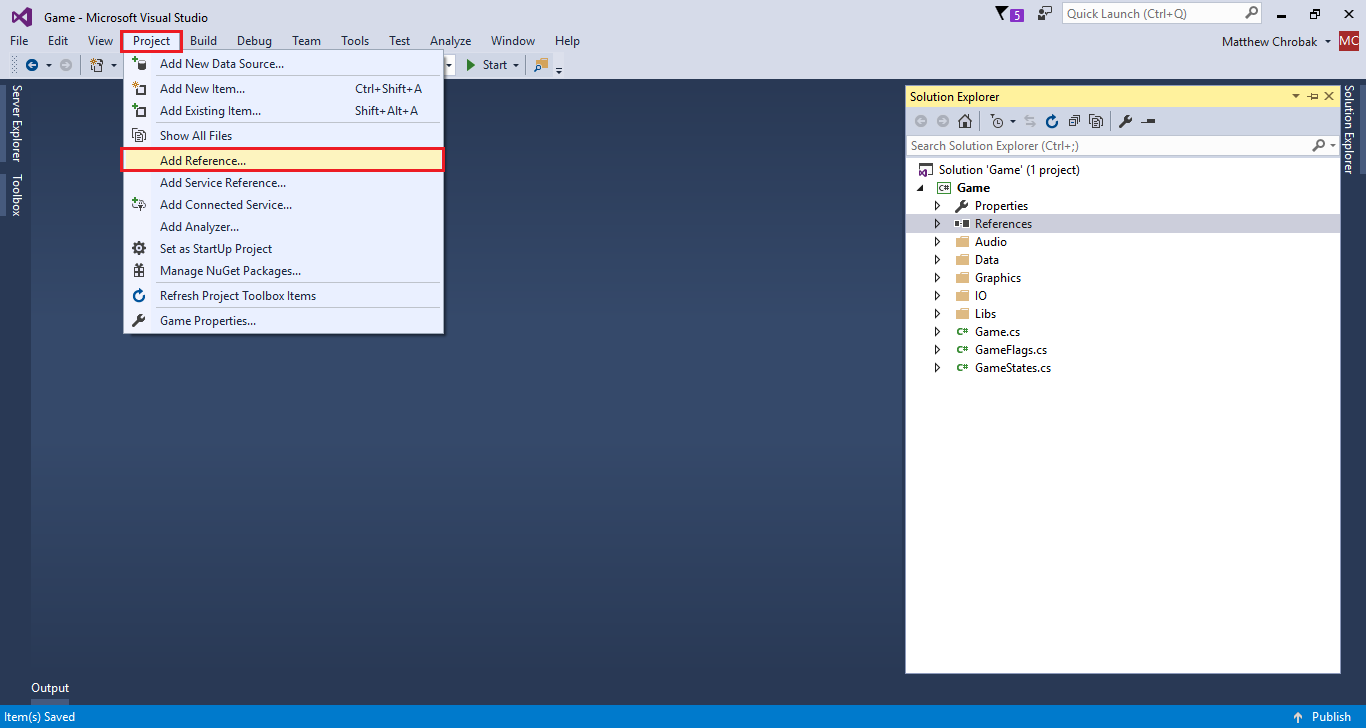 Game - Microsoft Visual Studio
5
Quick Launch (Ctrl+Q)
File Edit View Project Build Debug Team Tools Test Analyze Window Help
Matthew Chrobak MC
Start
Add New Data Source...
Add New Item... Ctrl+Shift+A
Add Existing Item... Shift+Alt+A
Show All Files
Add Reference...
Add Service Reference...
Add Connected Service...
Add Analyzer...
Set as StartUp Project
Manage NuGet Packages...
Refresh Project Toolbox Items
Game Properties...
Server Explorer
Toolbox
Solution Explorer
Search Solution Explorer (Ctrl+;)
Solution 'Game' (1 project)
C# Game
Properties
References
Audio
Data
Graphics
IO
Libs
C# Game.cs
C# GameFlags.cs
C# GameStates.cs
Solution Explorer
Output
Item(s) Saved
Publish